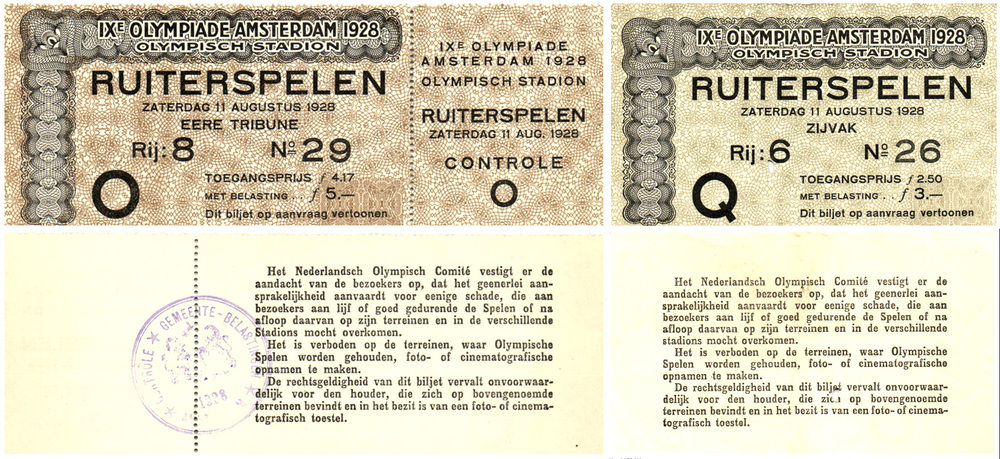 IXE OLYMPIADE AMSTERDAM 1928
OLYMPISCH STADION
RUITERSPELEN
ZATERDAG 11 AUGUSTUS 1928
EERE TRIBUNE
Rij: 8 No 29
O
TOEGANGSPRIJS f 4.17
MET BELASTING . . f 5.—
Dit biljet op aanvraag vertoonen
IXE OLYMPIADE
AMSTERDAM 1928
OLYMPISCH STADION
RUITERSPELEN
ZATERDAG 11 AUG. 1928
CONTROLE
O
IXE OLYMPIADE AMSTERDAM 1928
OLYMPISCH STADION
RUITERSPELEN
ZATERDAG 11 AUGUSTUS 1928
ZIJVAK
Rij: 6 No 26
Q
TOEGANGSPRIJS f 2.50
MET BELASTING . . f 3.—
Dit biljet op aanvraag vertoonen
Het Nederlandsch Olympisch Comité vestigt er de
aandacht van de bezoekers op, dat het geenerlei aan-
sprakelijkheid aanvaardt voor eenige schade, die aan
bezoekers aan lijf of goed gedurende de Spelen of na
afloop daarvan op zijn terreinen en in de verschillende
Stadions mocht overkomen.
Het is verboden op de terreinen, waar Olympische
Spelen worden gehouden, foto- of cinematografische
opnamen te maken.
De rechtsgeldigheid van dit biljet vervalt onvoorwaar-
delijk voor den houder, die zich op bovengenoemde
terreinen bevindt en in het bezit is van een foto- of cinema-
tografisch toestel.
CONTRÔLE * GEMEENTE-BELASTINGEN
1928
Het Nederlandsch Olympisch Comité vestigt er de
aandacht van de bezoekers op, dat het geenerlei aan-
sprakelijkheid aanvaardt voor eenige schade, die aan
bezoekers aan lijf of goed gedurende de Spelen of na
afloop daarvan op zijn terreinen en in de verschillende
stadions mocht overkomen.
Het is verboden op de terreinen, waar Olympische
Spelen worden gehouden, foto- of cinematografische
opnamen te maken.
De rechtsgeldigheid van dit biljet vervalt onvoorwaar-
delijk voor den houder, die zich op bovengenoemde
terreinen bevindt en in het bezit is van een foto- of cinema-
tografisch toestel.